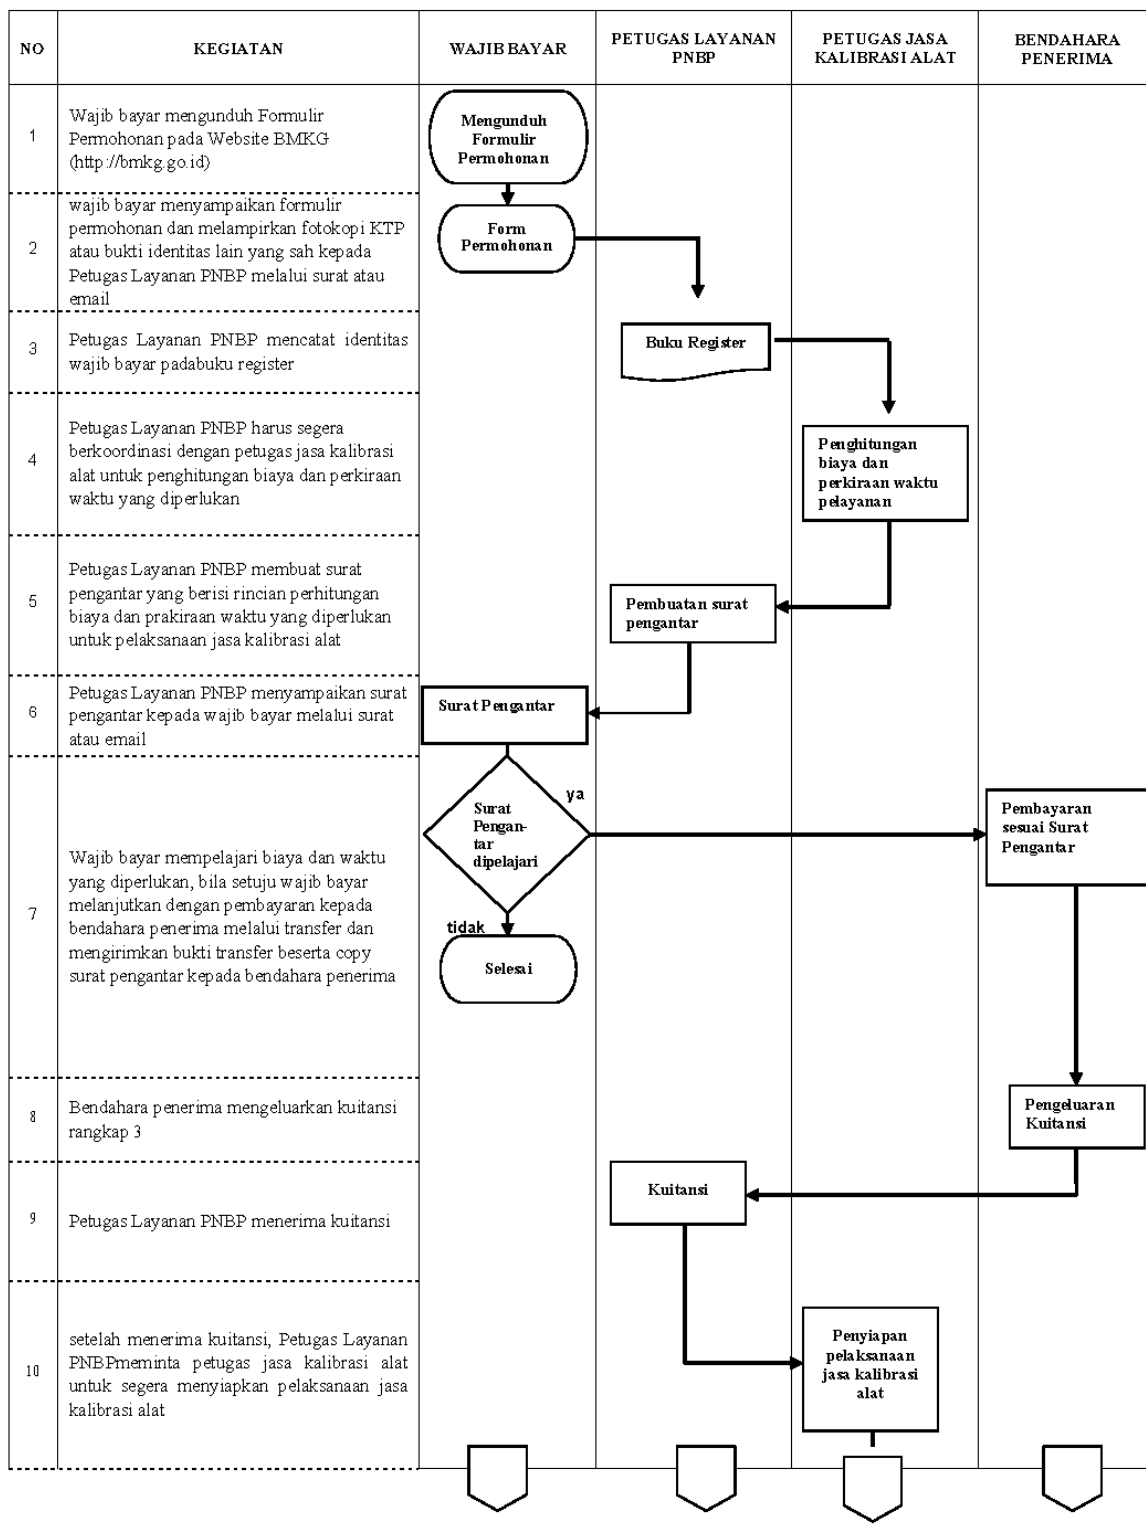 NO
KEGIATAN
WAJIB BAYAR
PETUGAS LAYANAN
PNBP
PETUGAS JASA
KALIBRASI ALAT
BENDAHARA
PENERIMA
1
Wajib bayar mengunduh Formulir
Permohonan pada Website BMKG
(http://bmkg.go.id)
Mengunduh
Formulir
Permohonan
2
wajib bayar menyampaikan formulir
permohonan dan melampirkan fotokopi KTP
atau bukti identitas lain yang sah kepada
Petugas Layanan PNBP melalui surat atau
email
Form
Permohonan
3
Petugas Layanan PNBP mencatat identitas
wajib bayar padabuku register
Buku Register
4
Petugas Layanan PNBP harus segera
berkoordinasi dengan petugas jasa kalibrasi
alat untuk penghitungan biaya dan perkiraan
waktu yang diperlukan
Penghitungan
biaya dan
perkiraan waktu
pelayanan
5
Petugas Layanan PNBP membuat surat
pengantar yang berisi rincian perhitungan
biaya dan prakiraan waktu yang diperlukan
untuk pelaksanaan jasa kalibrasi alat
Pembuatan surat
pengantar
6
Petugas Layanan PNBP menyampaikan surat
pengantar kepada wajib bayar melalui surat
atau email
Surat Pengantar
7
Wajib bayar mempelajari biaya dan waktu
yang diperlukan, bila setuju wajib bayar
melanjutkan dengan pembayaran kepada
bendahara penerima melalui transfer dan
mengirimkan bukti transfer beserta copy
surat pengantar kepada bendahara penerima
Surat
Pengan-
tar
dipelajari
ya
tidak
Selesai
Pembayaran
sesuai Surat
Pengantar
8
Bendahara penerima mengeluarkan kuitansi
rangkap 3
Pengeluaran
Kuitansi
9
Petugas Layanan PNBP menerima kuitansi
Kuitansi
10
setelah menerima kuitansi, Petugas Layanan
PNBPmeminta petugas jasa kalibrasi alat
untuk segera menyiapkan pelaksanaan jasa
kalibrasi alat
Penyiapan
pelaksanaan
jasa kalibrasi
alat